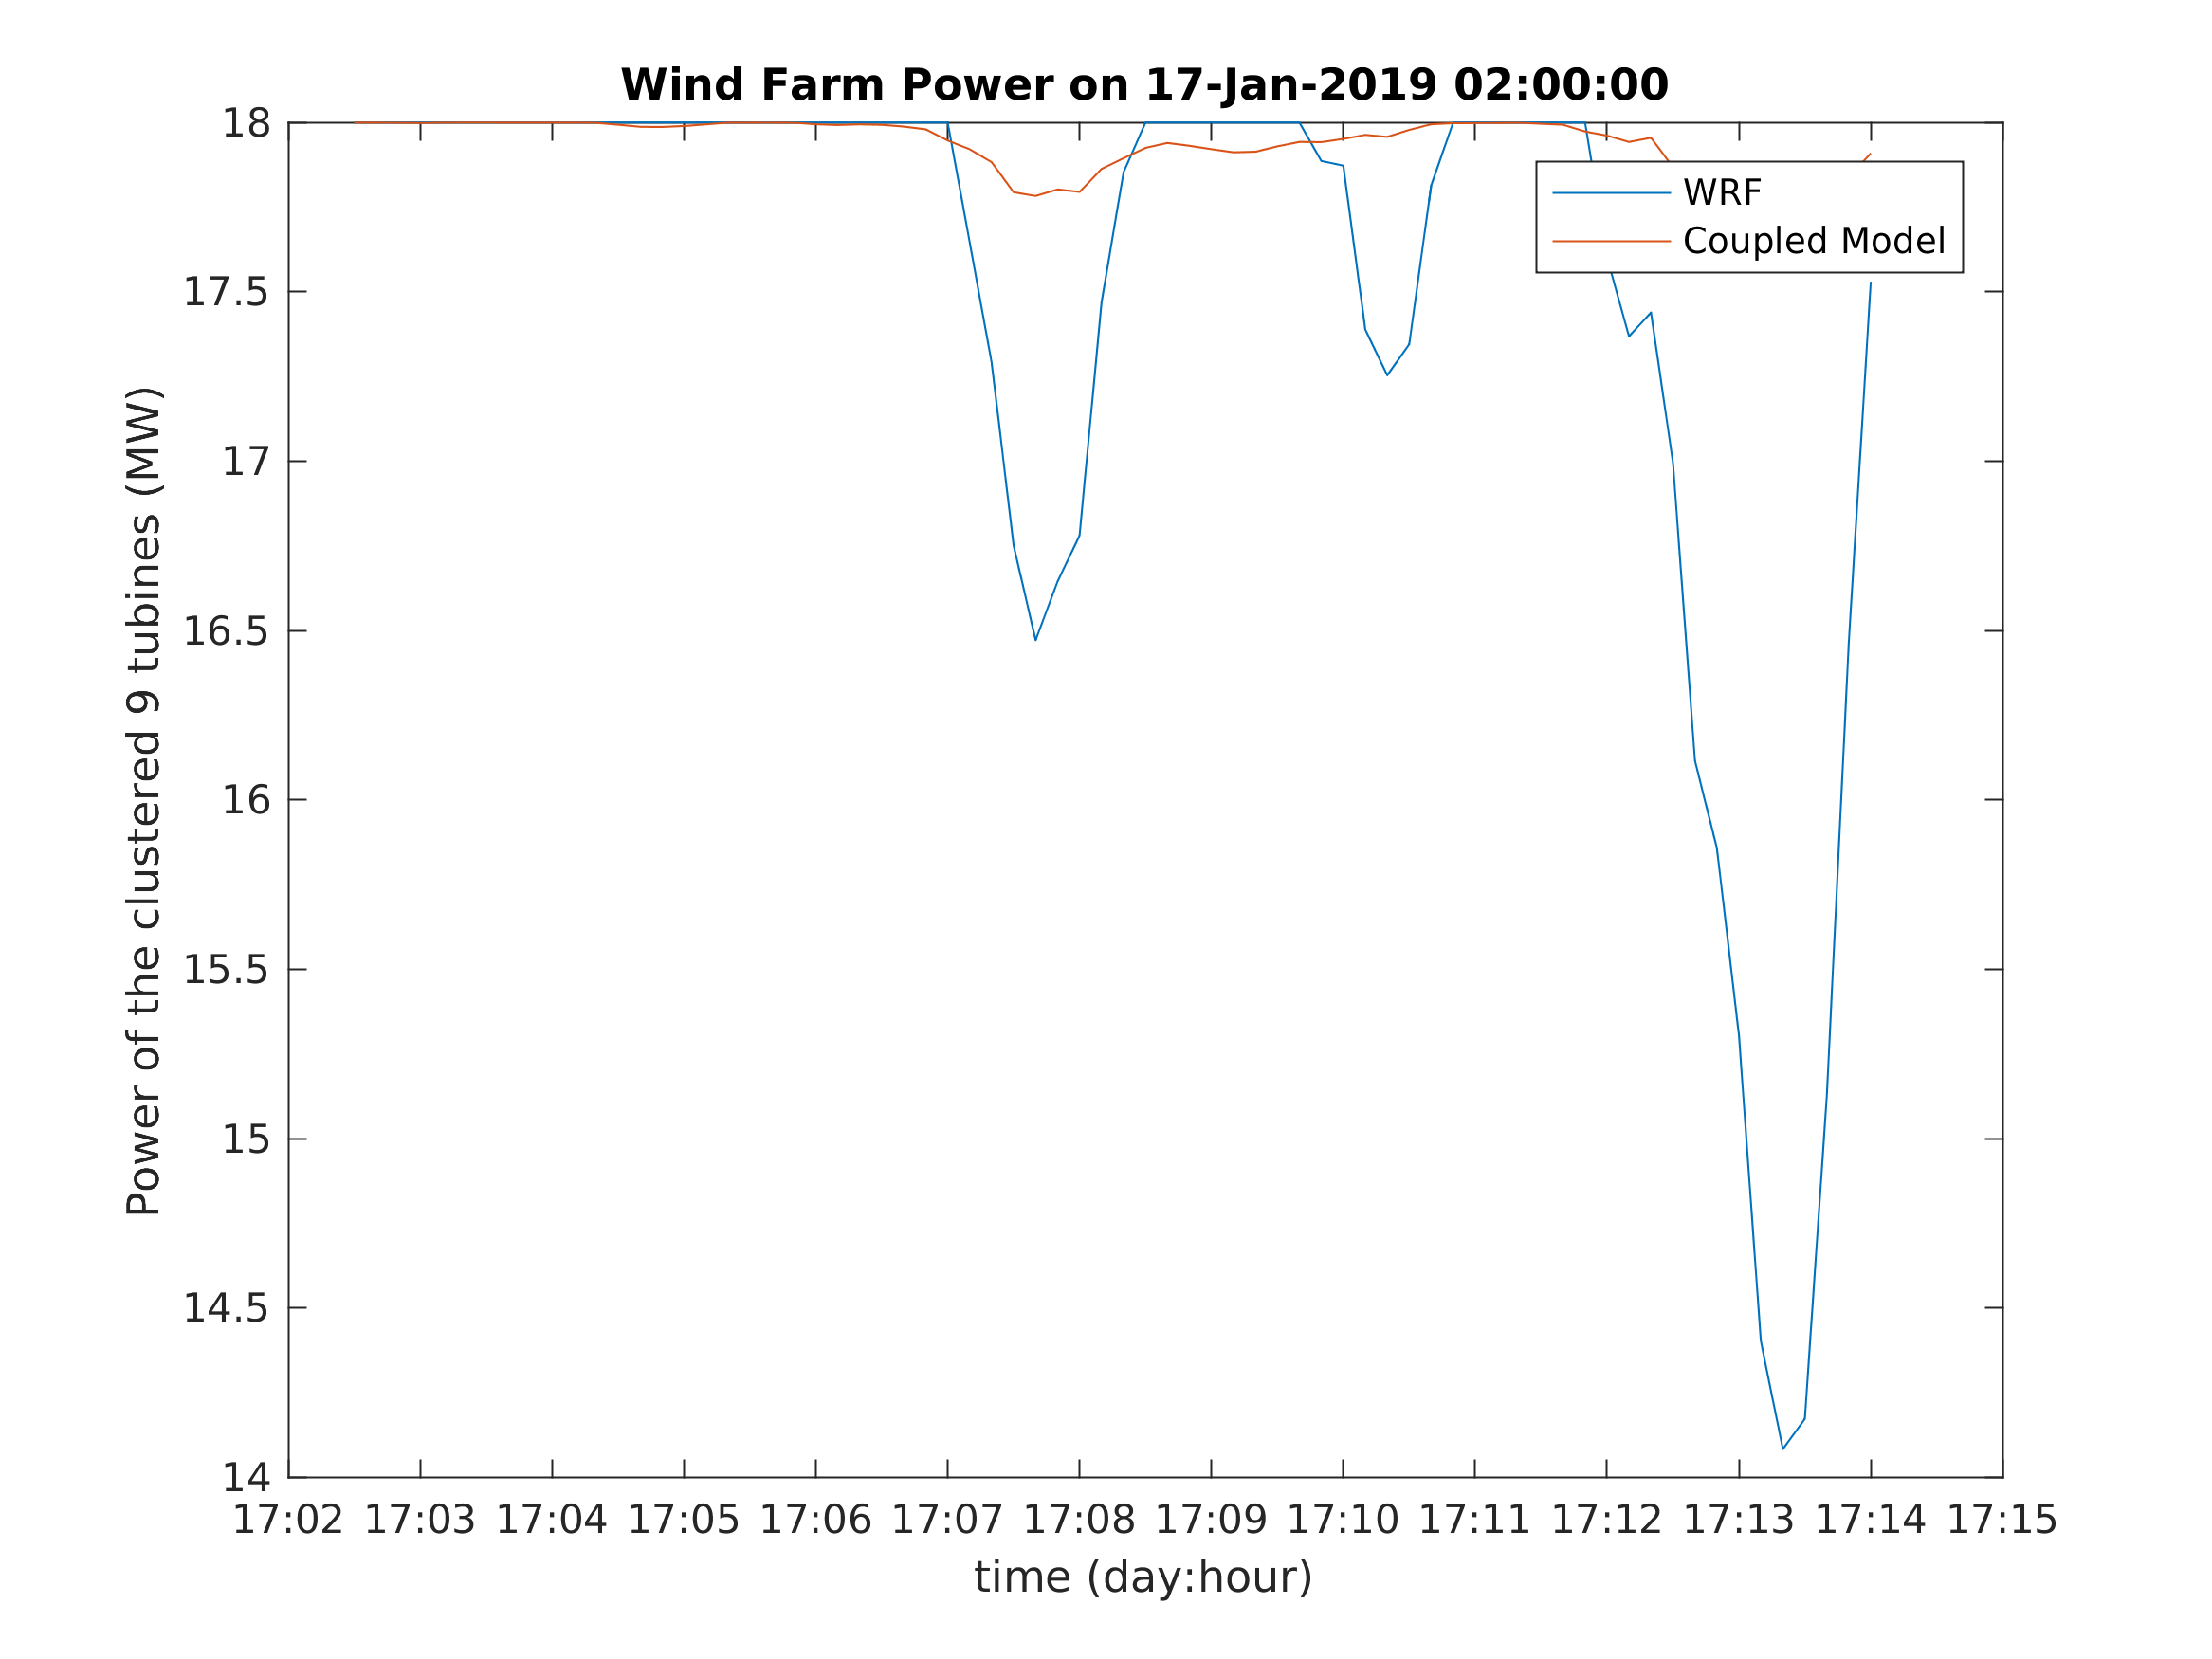 Wind Farm Power on 17-Jan-2019 02:00:00
18
17.5
17
16.5
16
15.5
15
14.5
14
Power of the clustered 9 tubines (MW)
WRF
Coupled Model
17:02 17:03 17:04 17:05 17:06 17:07 17:08 17:09 17:10 17:11 17:12 17:13 17:14 17:15
time (day:hour)